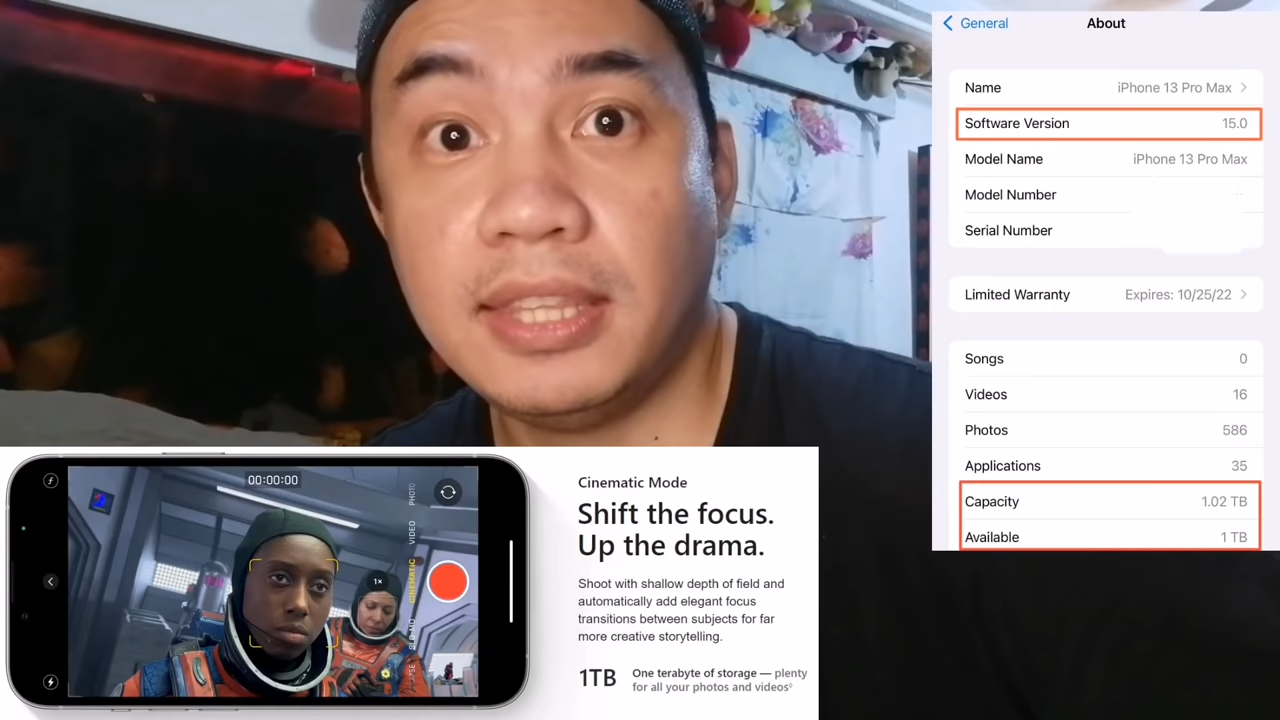 General
About
Name iPhone 13 Pro Max
Software Version 15.0
Model Name iPhone 13 Pro Max
Model Number
Serial Number
Limited Warranty Expires: 10/25/22
Songs 0
Videos 16
Photos 586
Applications 35
Capacity 1.02 TB
Available 1 TB
00:00:00
PHOTO
VIDEO
CINEMATIC
1×
Cinematic Mode
Shift the focus.
Up the drama.
Shoot with shallow depth of field and
automatically add elegant focus
transitions between subjects for far
more creative storytelling.
1TB
One terabyte of storage — plenty
for all your photos and videos⁹